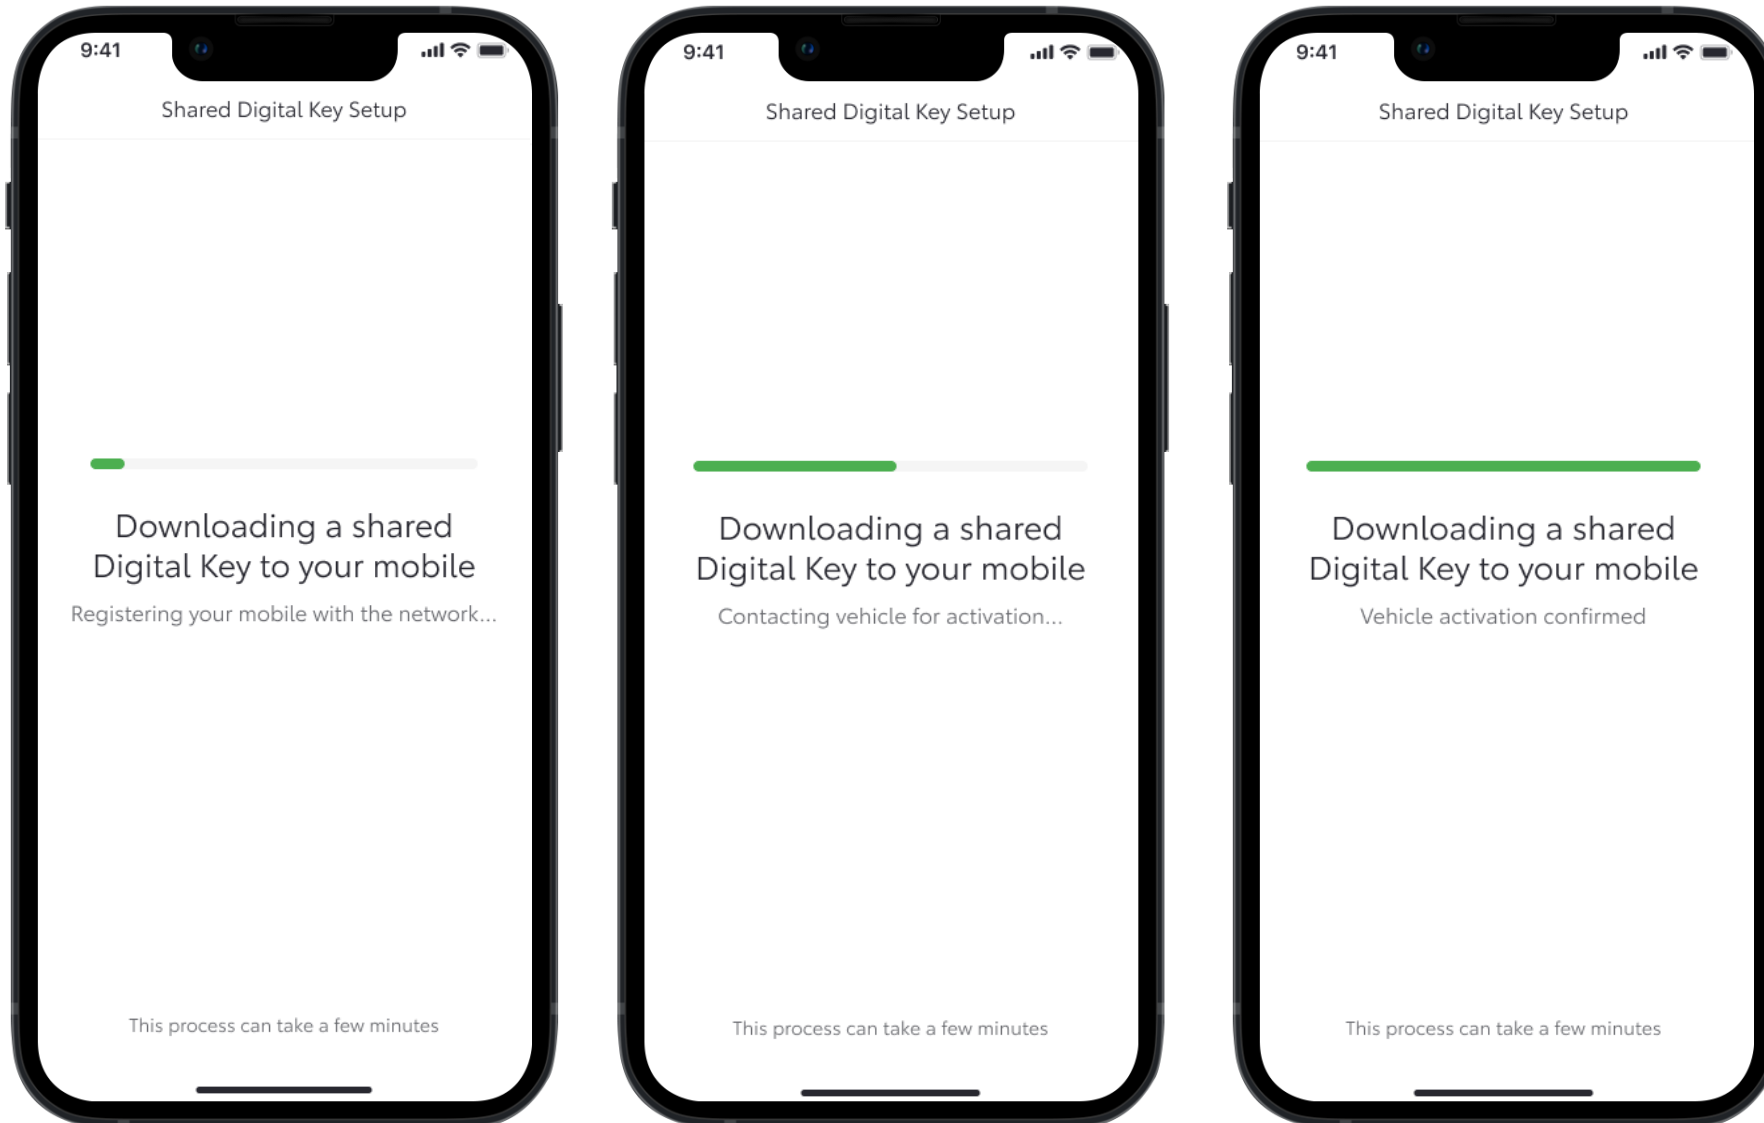 9:41
Shared Digital Key Setup
Downloading a shared
Digital Key to your mobile
Registering your mobile with the network...
This process can take a few minutes
9:41
Shared Digital Key Setup
Downloading a shared
Digital Key to your mobile
Contacting vehicle for activation...
This process can take a few minutes
9:41
Shared Digital Key Setup
Downloading a shared
Digital Key to your mobile
Vehicle activation confirmed
This process can take a few minutes